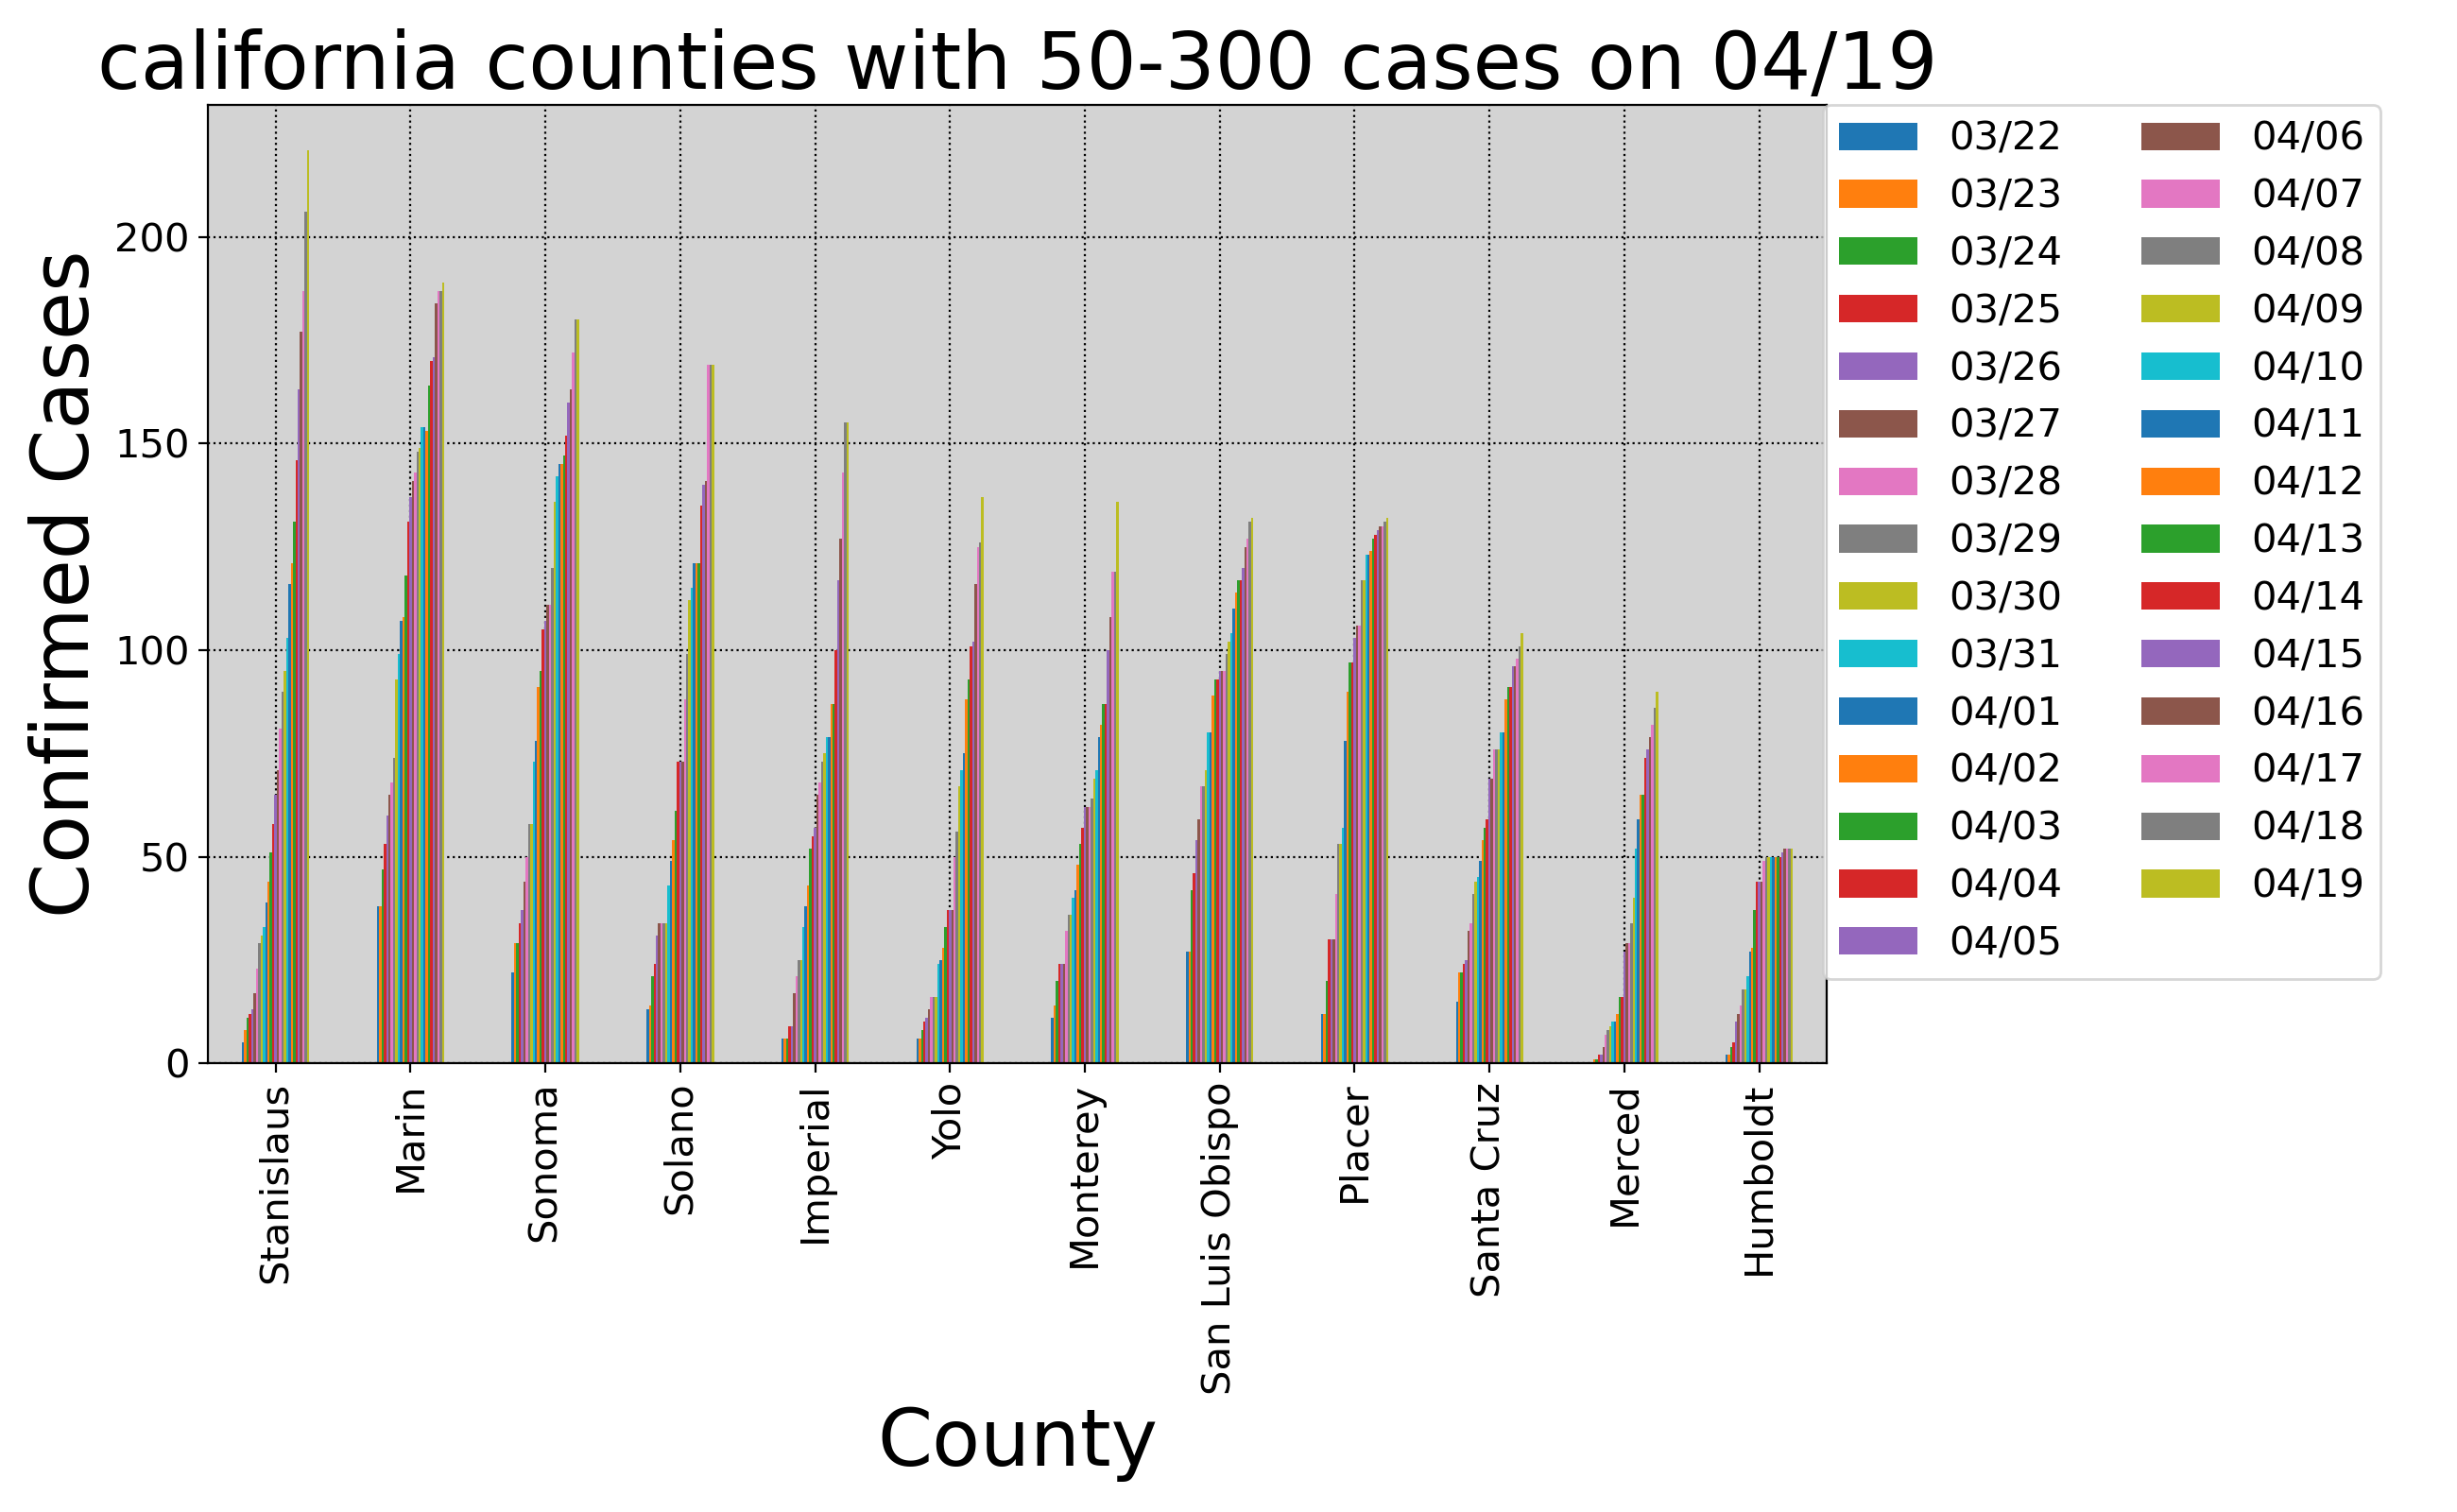 california counties with 50-300 cases on 04/19
Confirmed Cases
200
150
100
50
0
Stanislaus
Marin
Sonoma
Solano
Imperial
Yolo
Monterey
San Luis Obispo
Placer
Santa Cruz
Merced
Humboldt
County
03/22
03/23
03/24
03/25
03/26
03/27
03/28
03/29
03/30
03/31
04/01
04/02
04/03
04/04
04/05
04/06
04/07
04/08
04/09
04/10
04/11
04/12
04/13
04/14
04/15
04/16
04/17
04/18
04/19